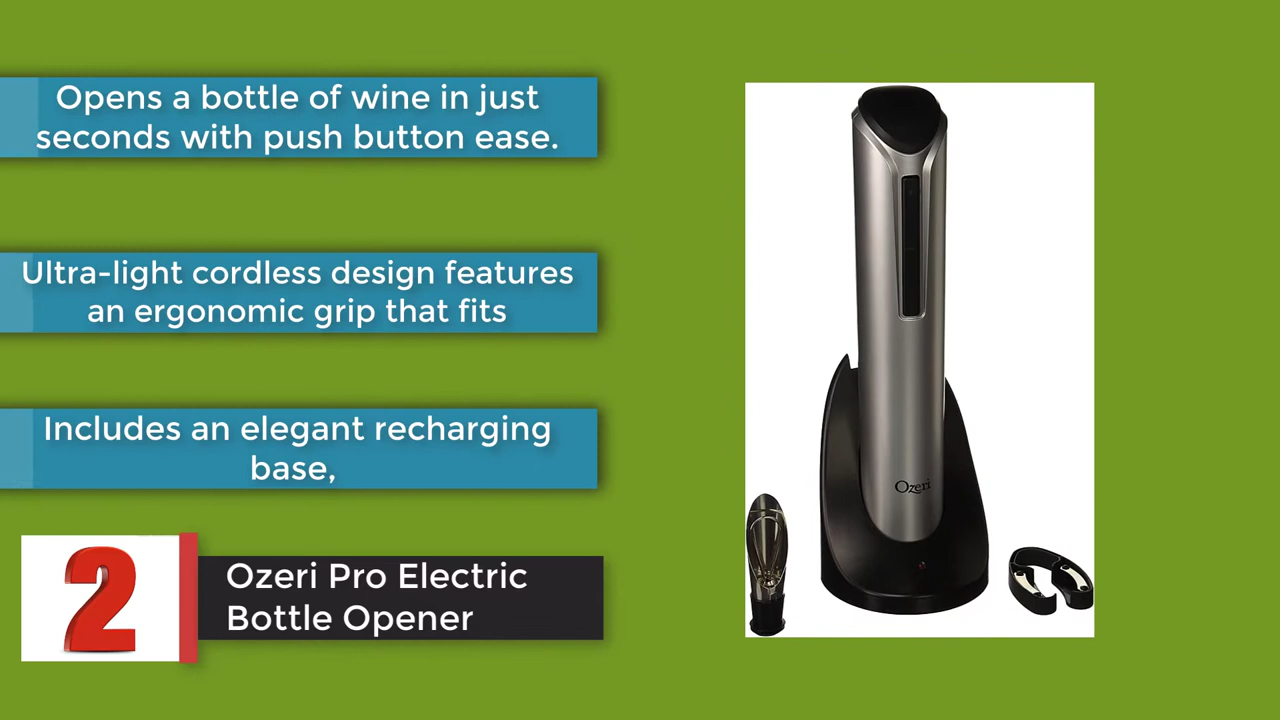 Opens a bottle of wine in just
seconds with push button ease.
Ultra-light cordless design features
an ergonomic grip that fits
Includes an elegant recharging
base,
2
Ozeri Pro Electric
Bottle Opener
Ozeri